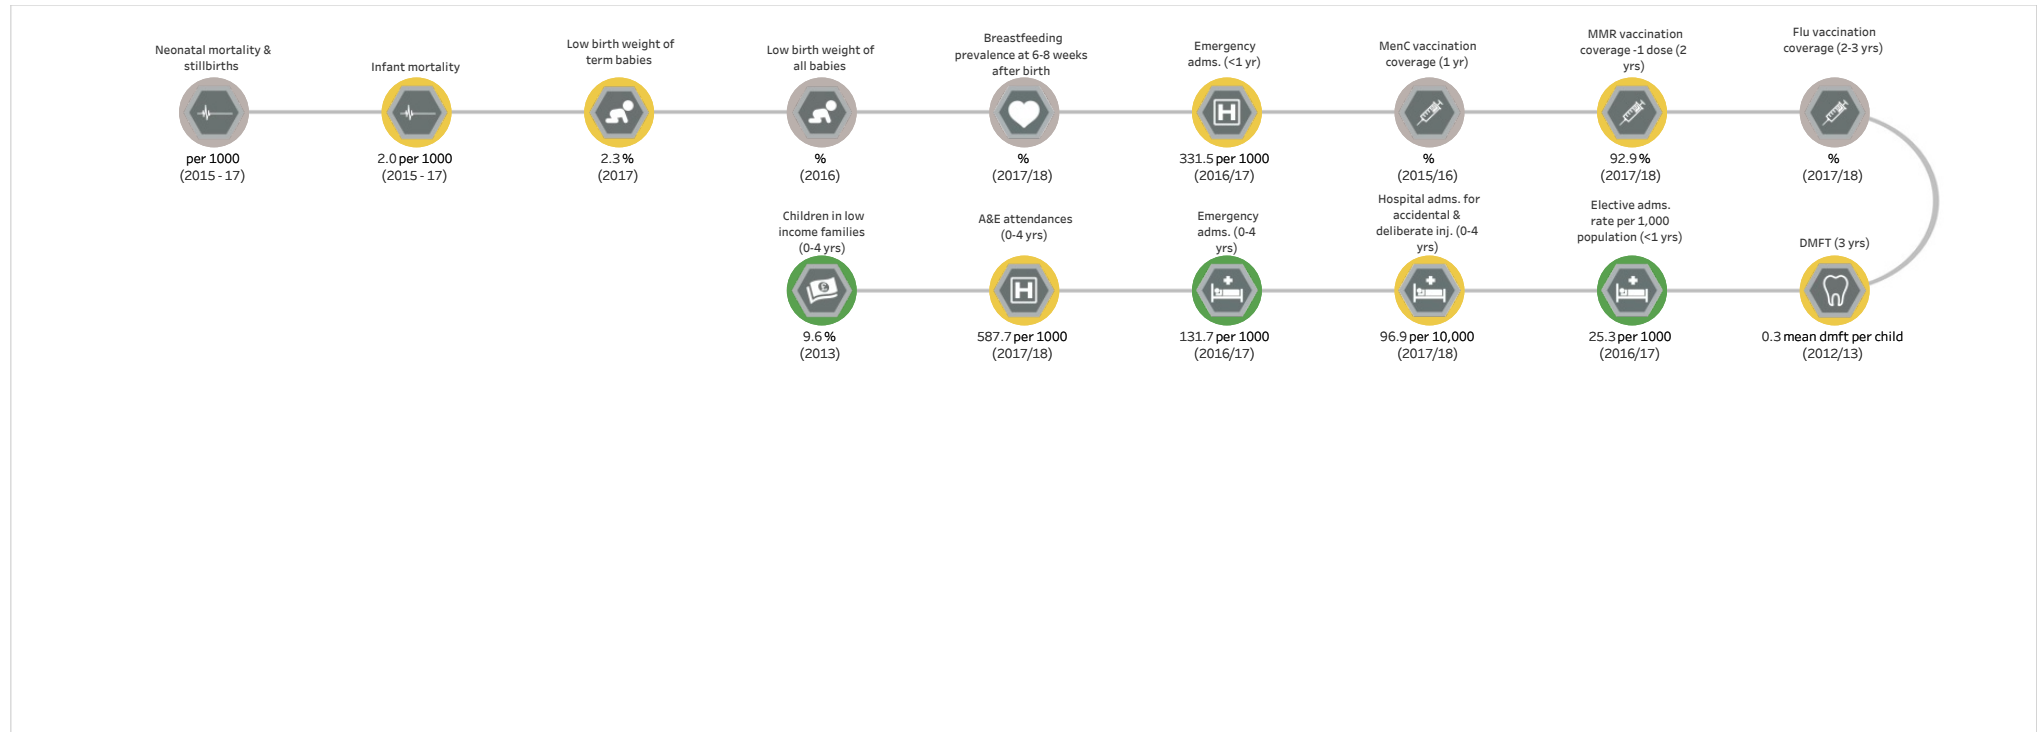 Neonatal mortality &
stillbirths
per 1000
(2015 - 17)
Infant mortality
2.0 per 1000
(2015 - 17)
Low birth weight of
term babies
2.3 %
(2017)
Low birth weight of
all babies
%
(2016)
Breastfeeding
prevalence at 6-8 weeks
after birth
%
(2017/18)
Emergency
adms. (<1 yr)
H
331.5 per 1000
(2016/17)
MenC vaccination
coverage (1 yr)
%
(2015/16)
MMR vaccination
coverage -1 dose (2
yrs)
92.9 %
(2017/18)
Flu vaccination
coverage (2-3 yrs)
%
(2017/18)
Children in low
income families
(0-4 yrs)
£
9.6 %
(2013)
A&E attendances
(0-4 yrs)
H
587.7 per 1000
(2017/18)
Emergency
adms. (0-4
yrs)
131.7 per 1000
(2016/17)
Hospital adms. for
accidental &
deliberate inj. (0-4
yrs)
96.9 per 10,000
(2017/18)
Elective adms.
rate per 1,000
population (<1 yrs)
25.3 per 1000
(2016/17)
DMFT (3 yrs)
0.3 mean dmft per child
(2012/13)